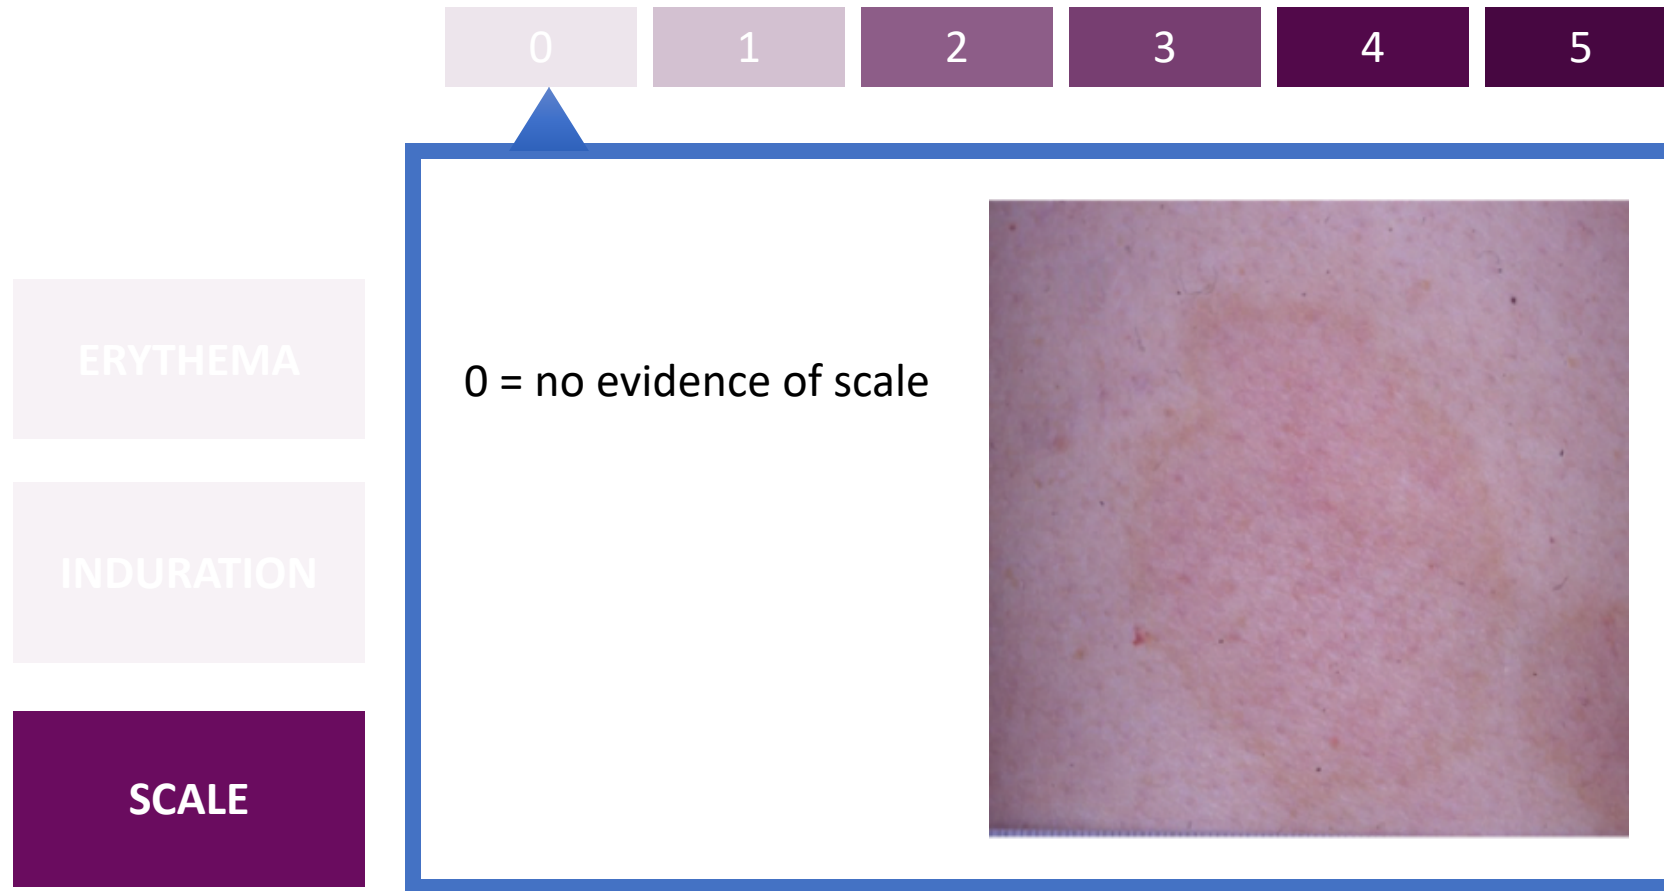 0 1 2 3 4 5
ERYTHEMA
0 = no evidence of scale
INDURATION
SCALE